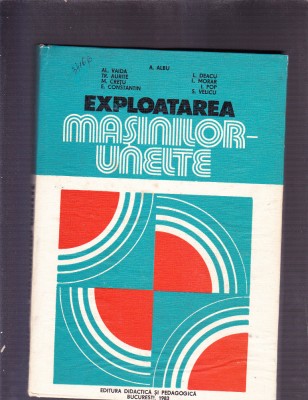 A. ALBU
AL. VAIDA
TR. AURITE
M. CREȚU
E. CONSTANTIN
L. DEACU
I. MORAR
I. POP
S. VELICU
EXPLOATAREA
MAȘINILOR-
UNELTE
EDITURA DIDACTICĂ ȘI PEDAGOGICĂ
BUCUREȘTI, 1983